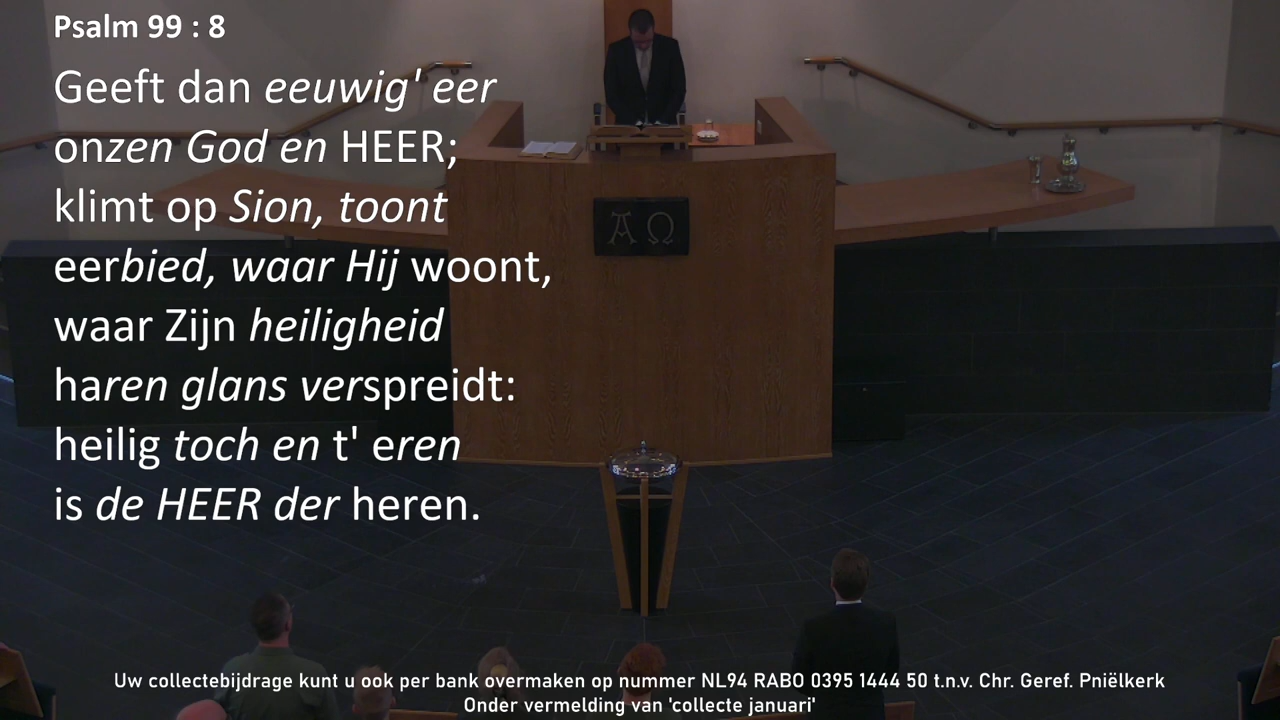 Psalm 99 : 8
Geeft dan eeuwig' eer
onzen God en HEER;
klimt op Sion, toont
eerbied, waar Hij woont,
waar Zijn heiligheid
haren glans verspreidt:
heilig toch en t' eren
is de HEER der heren.
Α Ω
Uw collectebijdrage kunt u ook per bank overmaken op nummer NL94 RABO 0395 1444 50 t.n.v. Chr. Geref. Pniëlkerk
Onder vermelding van 'collecte januari'